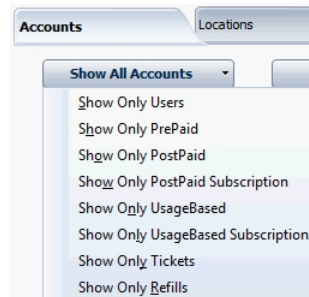 Accounts
Locations
Show All Accounts
Show Only Users
Show Only PrePaid
Show Only PostPaid
Show Only PostPaid Subscription
Show Only UsageBased
Show Only UsageBased Subscription
Show Only Tickets
Show Only Refills